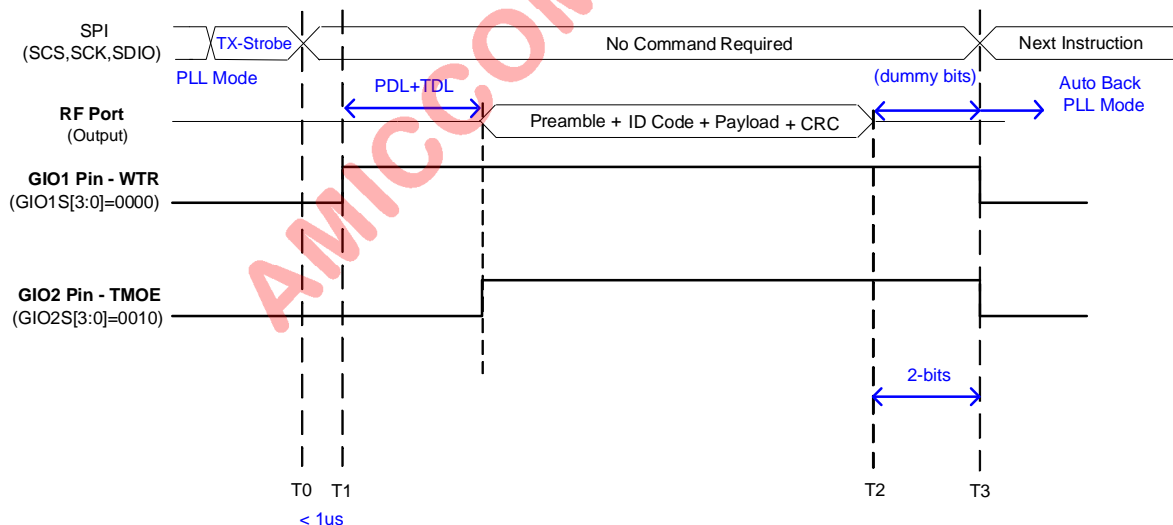 SPI
(SCS,SCK,SDIO)
TX-Strobe
No Command Required
Next Instruction
PLL Mode
PDL+TDL
(dummy bits)
Auto Back
PLL Mode
RF Port
(Output)
Preamble + ID Code + Payload + CRC
GIO1 Pin - WTR
(GIO1S[3:0]=0000)
GIO2 Pin - TMOE
(GIO2S[3:0]=0010)
2-bits
T0
T1
T2
T3
< 1us
AMICCOM